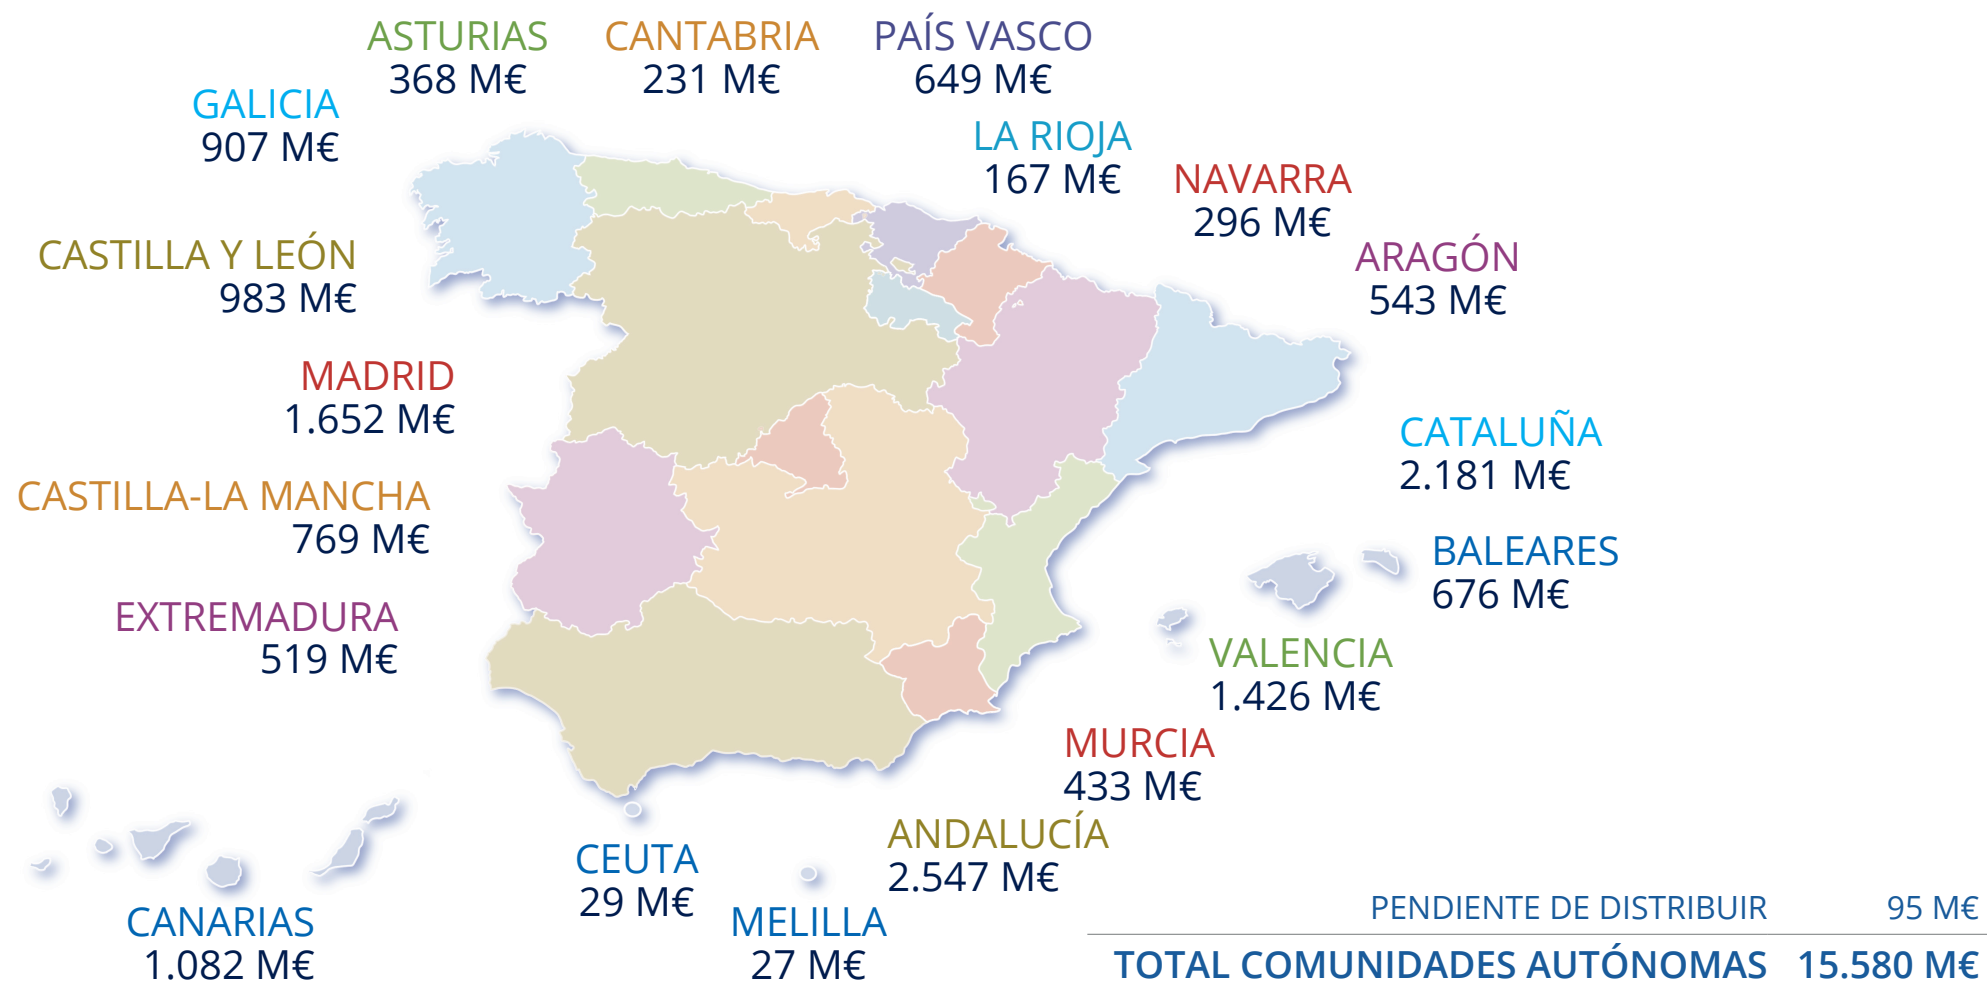 ASTURIAS
368 M€
CANTABRIA
231 M€
PAÍS VASCO
649 M€
GALICIA
907 M€
LA RIOJA
167 M€
NAVARRA
296 M€
CASTILLA Y LEÓN
983 M€
ARAGÓN
543 M€
MADRID
1.652 M€
CATALUÑA
2.181 M€
CASTILLA-LA MANCHA
769 M€
BALEARES
676 M€
EXTREMADURA
519 M€
VALENCIA
1.426 M€
MURCIA
433 M€
ANDALUCÍA
2.547 M€
CEUTA
29 M€
MELILLA
27 M€
CANARIAS
1.082 M€
PENDIENTE DE DISTRIBUIR 95 M€
TOTAL COMUNIDADES AUTÓNOMAS 15.580 M€